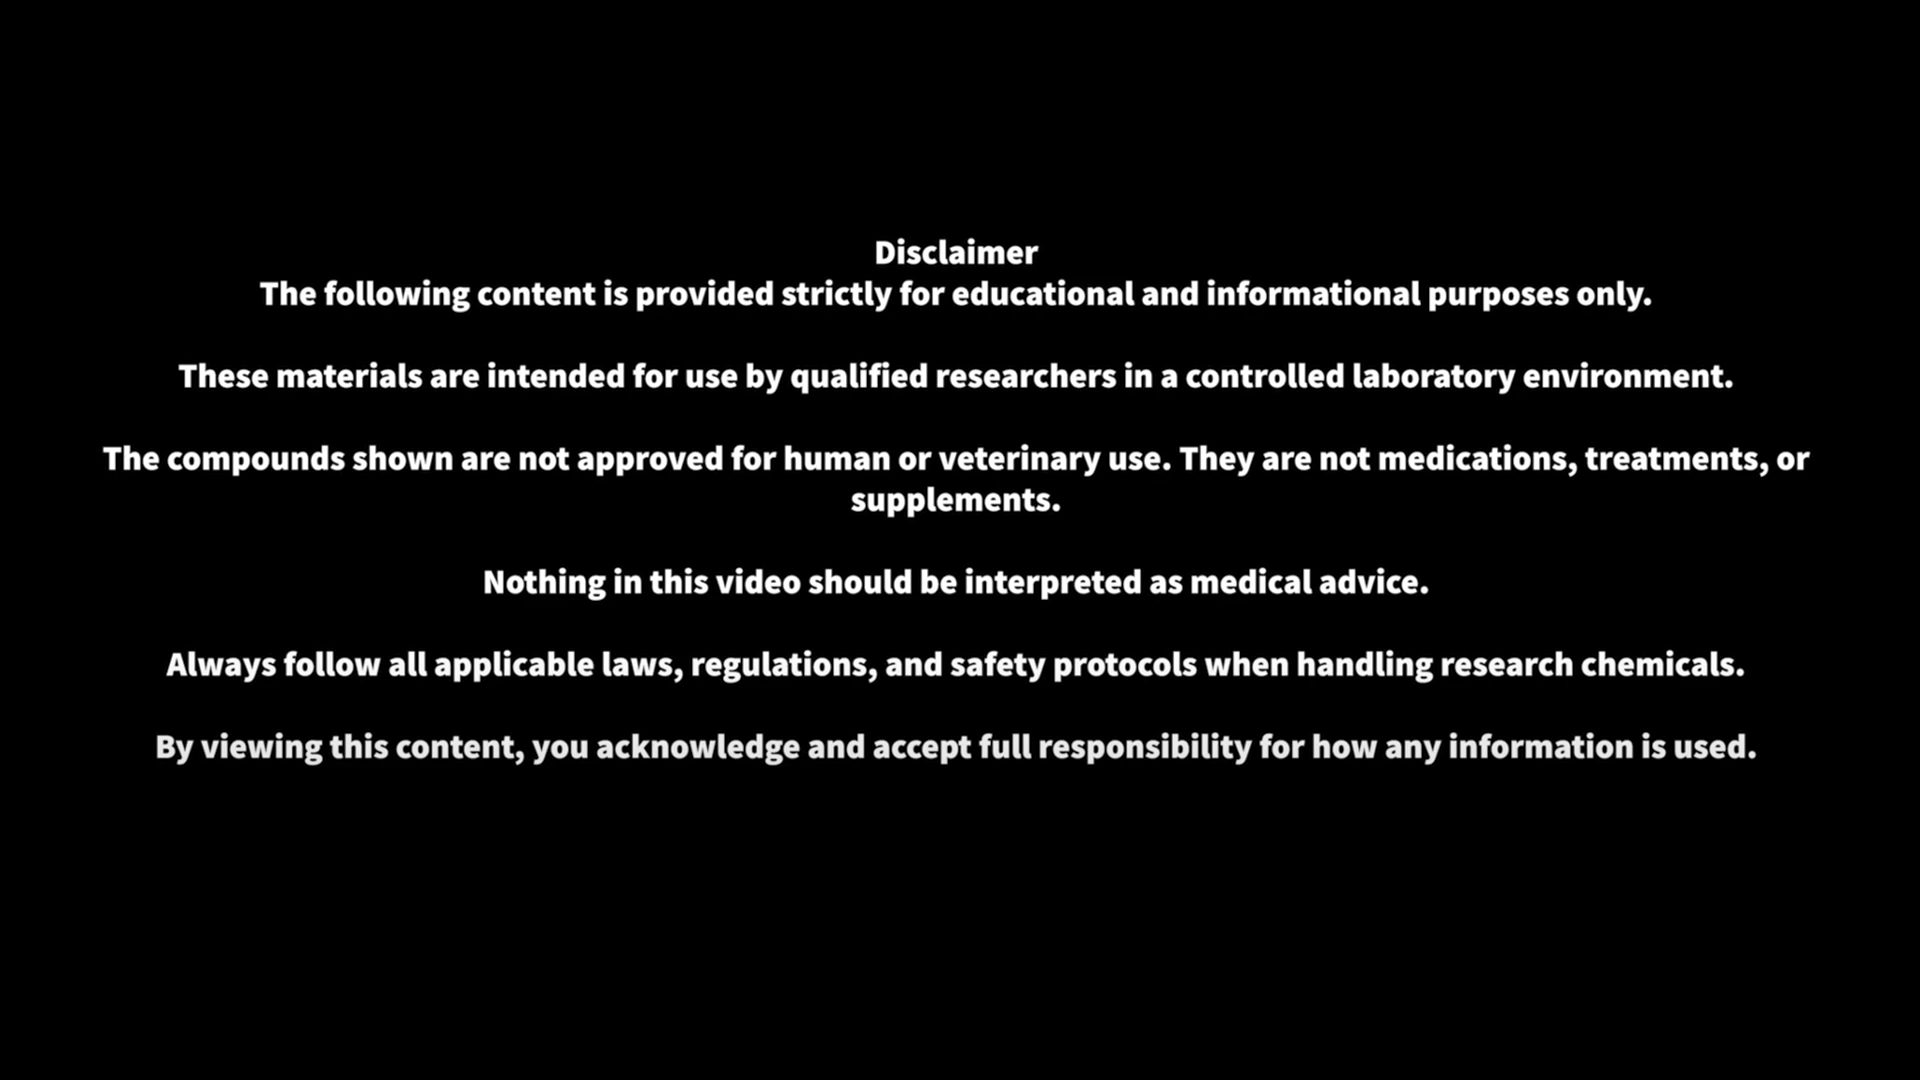 Disclaimer
The following content is provided strictly for educational and informational purposes only.
These materials are intended for use by qualified researchers in a controlled laboratory environment.
The compounds shown are not approved for human or veterinary use. They are not medications, treatments, or
supplements.
Nothing in this video should be interpreted as medical advice.
Always follow all applicable laws, regulations, and safety protocols when handling research chemicals.
By viewing this content, you acknowledge and accept full responsibility for how any information is used.